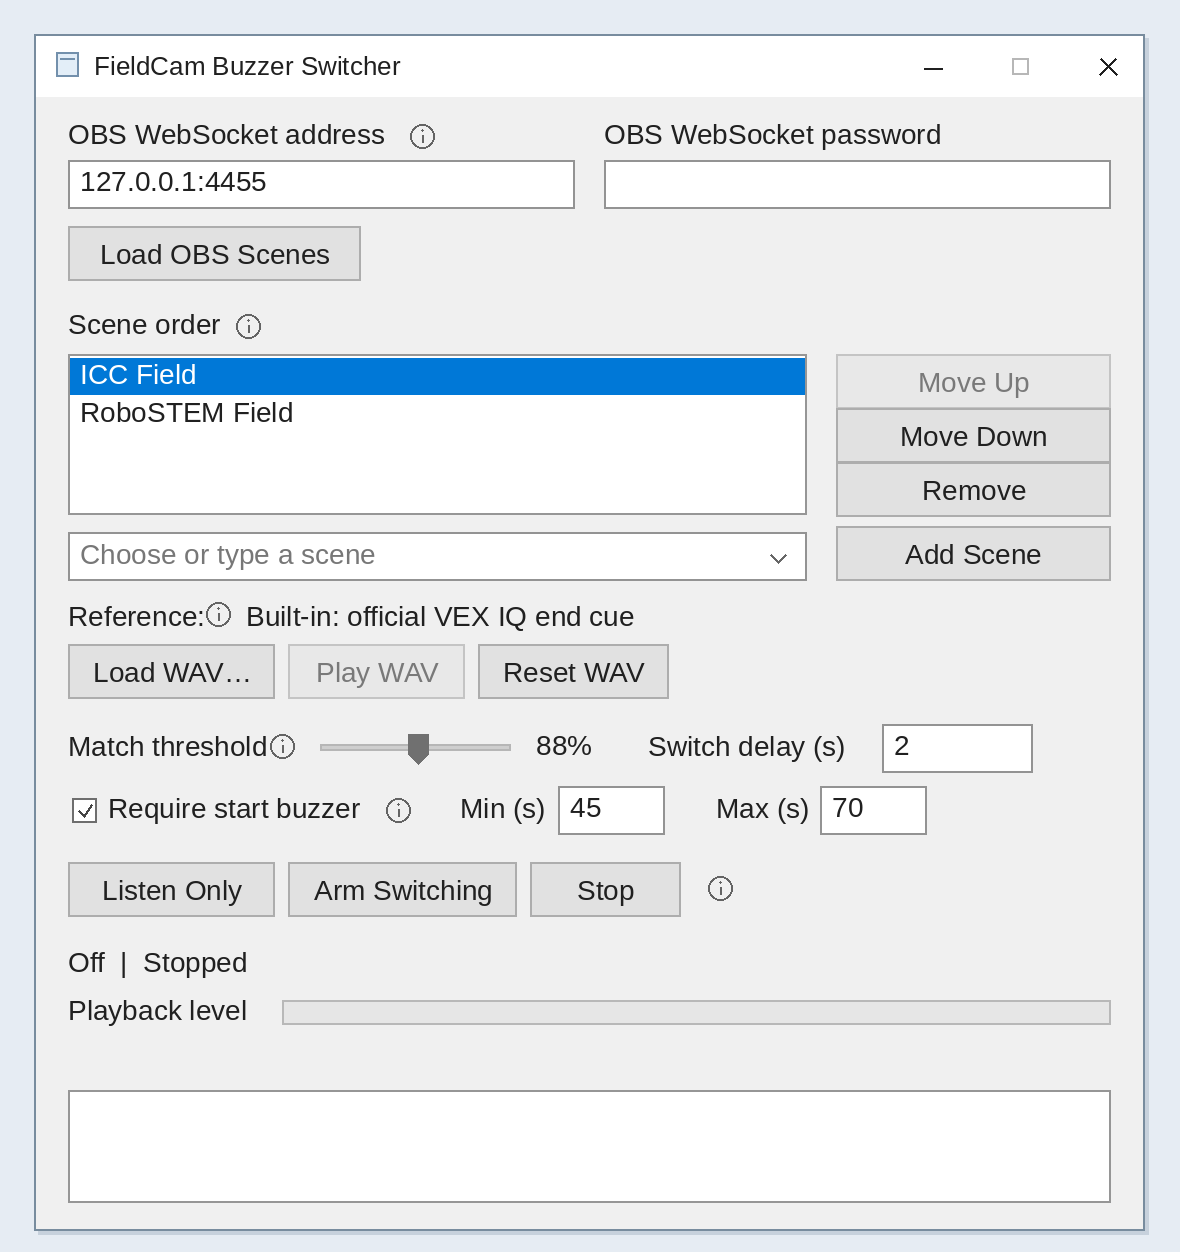 FieldCam Buzzer Switcher
OBS WebSocket address
OBS WebSocket password
127.0.0.1:4455
Load OBS Scenes
Scene order
ICC Field
RoboSTEM Field
Move Up
Move Down
Remove
Choose or type a scene
Add Scene
Reference: Built-in: official VEX IQ end cue
Load WAV… Play WAV Reset WAV
Match threshold 88% Switch delay (s) 2
Require start buzzer Min (s) 45 Max (s) 70
Listen Only Arm Switching Stop
Off | Stopped
Playback level